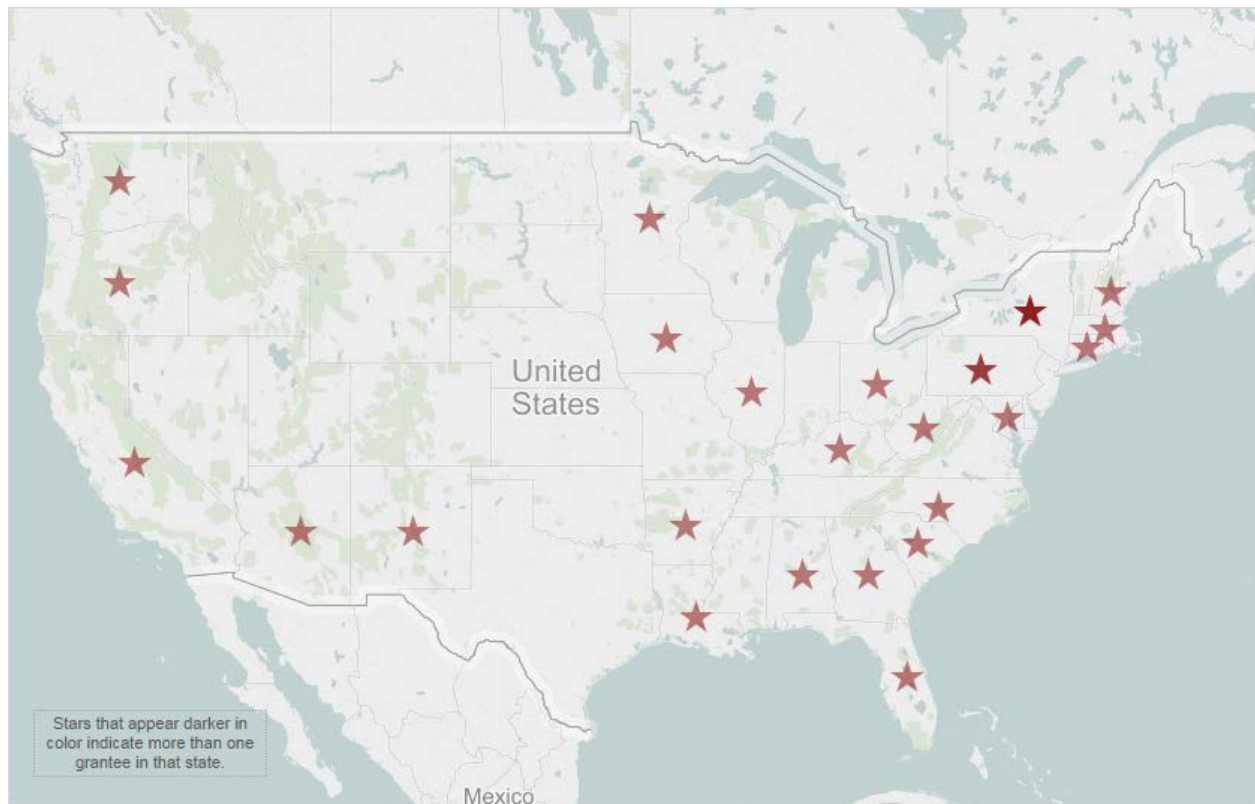 United
States
Stars that appear darker in
color indicate more than one
grantee in that state.
Mexico